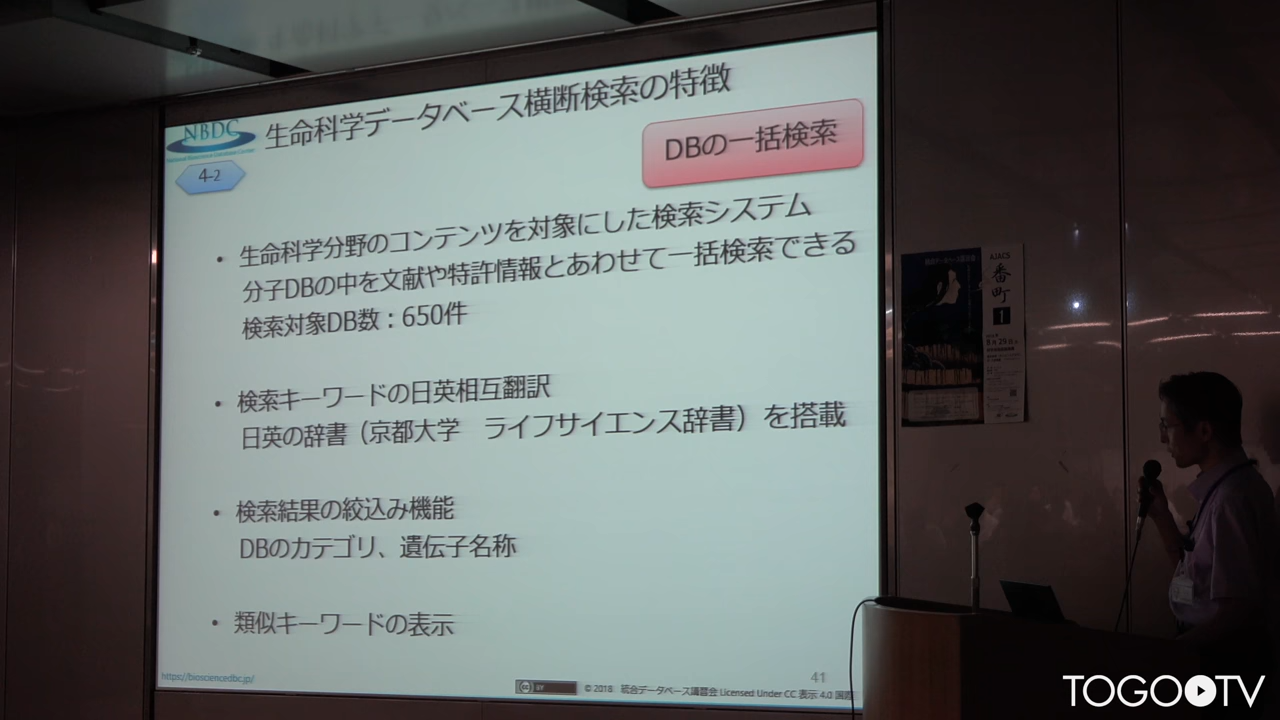 生命科学データベース横断検索の特徴
NBDC
4-2
DBの一括検索
• 生命科学分野のコンテンツを対象にした検索システム
分子DBの中を文献や特許情報とあわせて一括検索できる
検索対象DB数：650件
• 検索キーワードの日英相互翻訳
日英の辞書（京都大学　ライフサイエンス辞書）を搭載
• 検索結果の絞込み機能
DBのカテゴリ、遺伝子名称
• 類似キーワードの表示
https://biosciencedbc.jp/
cc BY
© 2018 統合データベース講習会 Licensed Under CC 表示 4.0 国際
41
AJACS
番町
1
TOGO TV